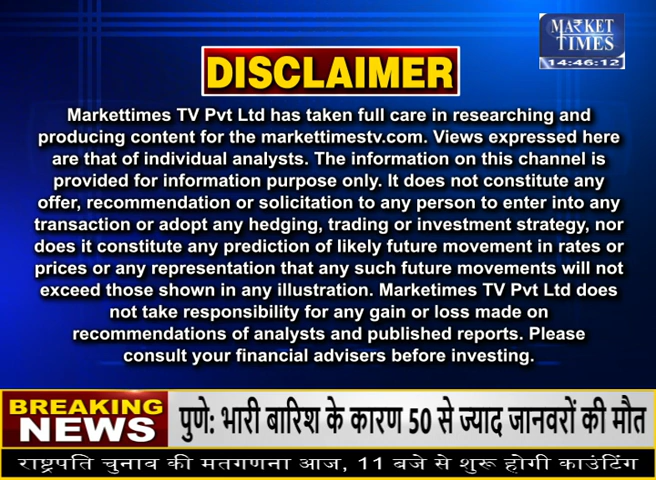 MARKET
TIMES
14:46:12
DISCLAIMER
Markettimes TV Pvt Ltd has taken full care in researching and
producing content for the markettimestv.com. Views expressed here
are that of individual analysts. The information on this channel is
provided for information purpose only. It does not constitute any
offer, recommendation or solicitation to any person to enter into any
transaction or adopt any hedging, trading or investment strategy, nor
does it constitute any prediction of likely future movement in rates or
prices or any representation that any such future movements will not
exceed those shown in any illustration. Marketimes TV Pvt Ltd does
not take responsibility for any gain or loss made on
recommendations of analysts and published reports. Please
consult your financial advisers before investing.
BREAKING
NEWS
पुणे: भारी बारिश के कारण 50 से ज्याद जानवरों की मौत
राष्ट्रपति चुनाव की मतगणना आज, 11 बजे से शुरू होगी काउंटिंग